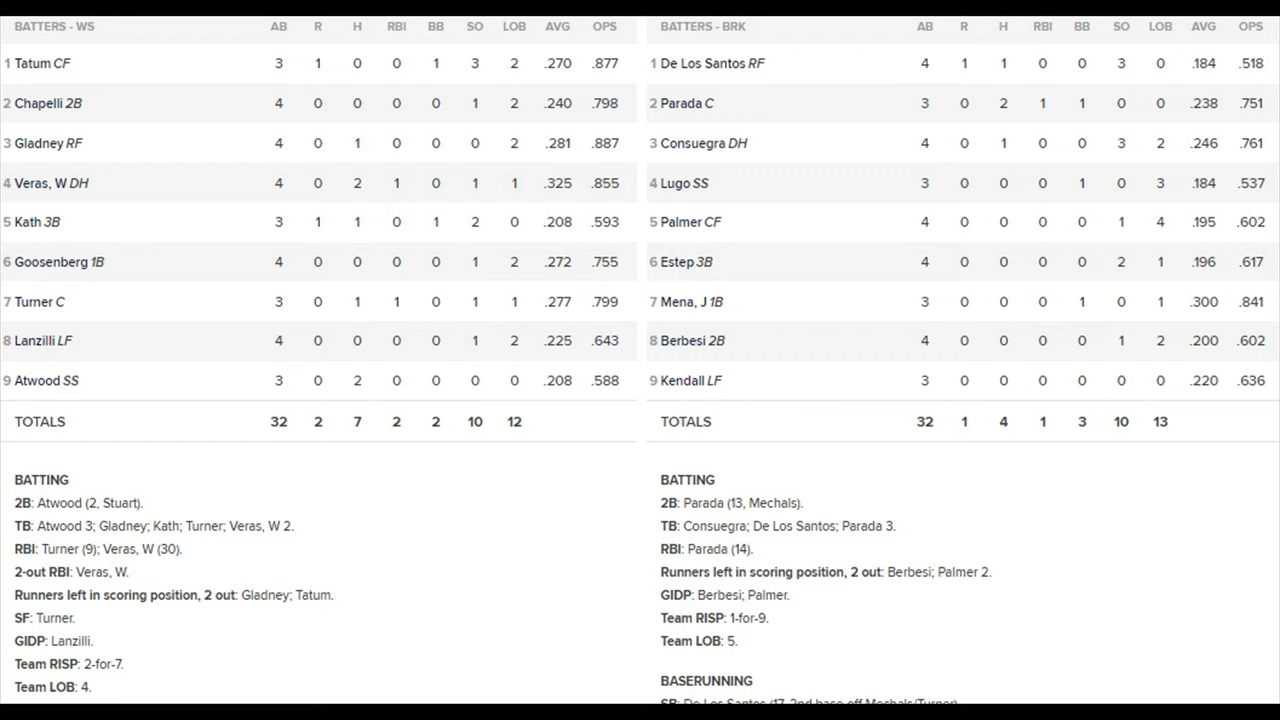 BATTERS - WS AB R H RBI BB SO LOB AVG OPS
1 Tatum CF 3 1 0 0 1 3 2 .270 .877
2 Chapelli 2B 4 0 0 0 0 1 2 .240 .798
3 Gladney RF 4 0 1 0 0 0 2 .281 .887
4 Veras, W DH 4 0 2 1 0 1 1 .325 .855
5 Kath 3B 3 1 1 0 1 2 0 .208 .593
6 Goosenberg 1B 4 0 0 0 0 1 2 .272 .755
7 Turner C 3 0 1 1 0 1 1 .277 .799
8 Lanzilli LF 4 0 0 0 0 1 2 .225 .643
9 Atwood SS 3 0 2 0 0 0 0 .208 .588
TOTALS 32 2 7 2 2 10 12
BATTING
2B: Atwood (2, Stuart).
TB: Atwood 3; Gladney; Kath; Turner; Veras, W 2.
RBI: Turner (9); Veras, W (30).
2-out RBI: Veras, W.
Runners left in scoring position, 2 out: Gladney; Tatum.
SF: Turner.
GIDP: Lanzilli.
Team RISP: 2-for-7.
Team LOB: 4.
BATTERS - BRK AB R H RBI BB SO LOB AVG OPS
1 De Los Santos RF 4 1 1 0 0 3 0 .184 .518
2 Parada C 3 0 2 1 1 0 0 .238 .751
3 Consuegra DH 4 0 1 0 0 3 2 .246 .761
4 Lugo SS 3 0 0 0 1 0 3 .184 .537
5 Palmer CF 4 0 0 0 0 1 4 .195 .602
6 Estep 3B 4 0 0 0 0 2 1 .196 .617
7 Mena, J 1B 3 0 0 0 1 0 1 .300 .841
8 Berbesi 2B 4 0 0 0 0 1 2 .200 .602
9 Kendall LF 3 0 0 0 0 0 0 .220 .636
TOTALS 32 1 4 1 3 10 13
BATTING
2B: Parada (13, Mechals).
TB: Consuegra; De Los Santos; Parada 3.
RBI: Parada (14).
Runners left in scoring position, 2 out: Berbesi; Palmer 2.
GIDP: Berbesi; Palmer.
Team RISP: 1-for-9.
Team LOB: 5.
BASERUNNING
SB: De Los Santos (17, 2nd base off Mechals/Turner).